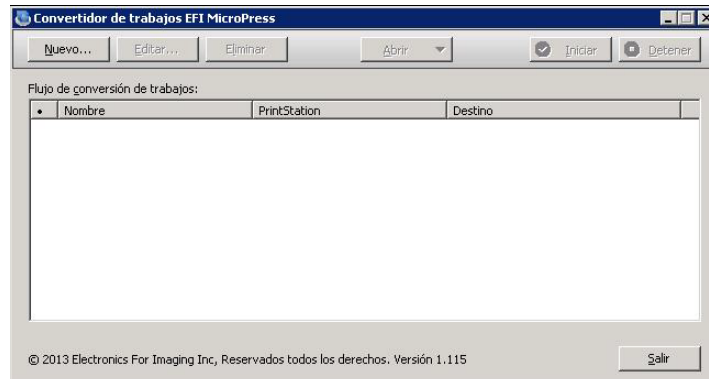 Convertidor de trabajos EFI MicroPress
Nuevo... Editar... Eliminar Abrir Iniciar Detener
Flujo de conversión de trabajos:
Nombre PrintStation Destino
© 2013 Electronics For Imaging Inc, Reservados todos los derechos. Versión 1.115 Salir